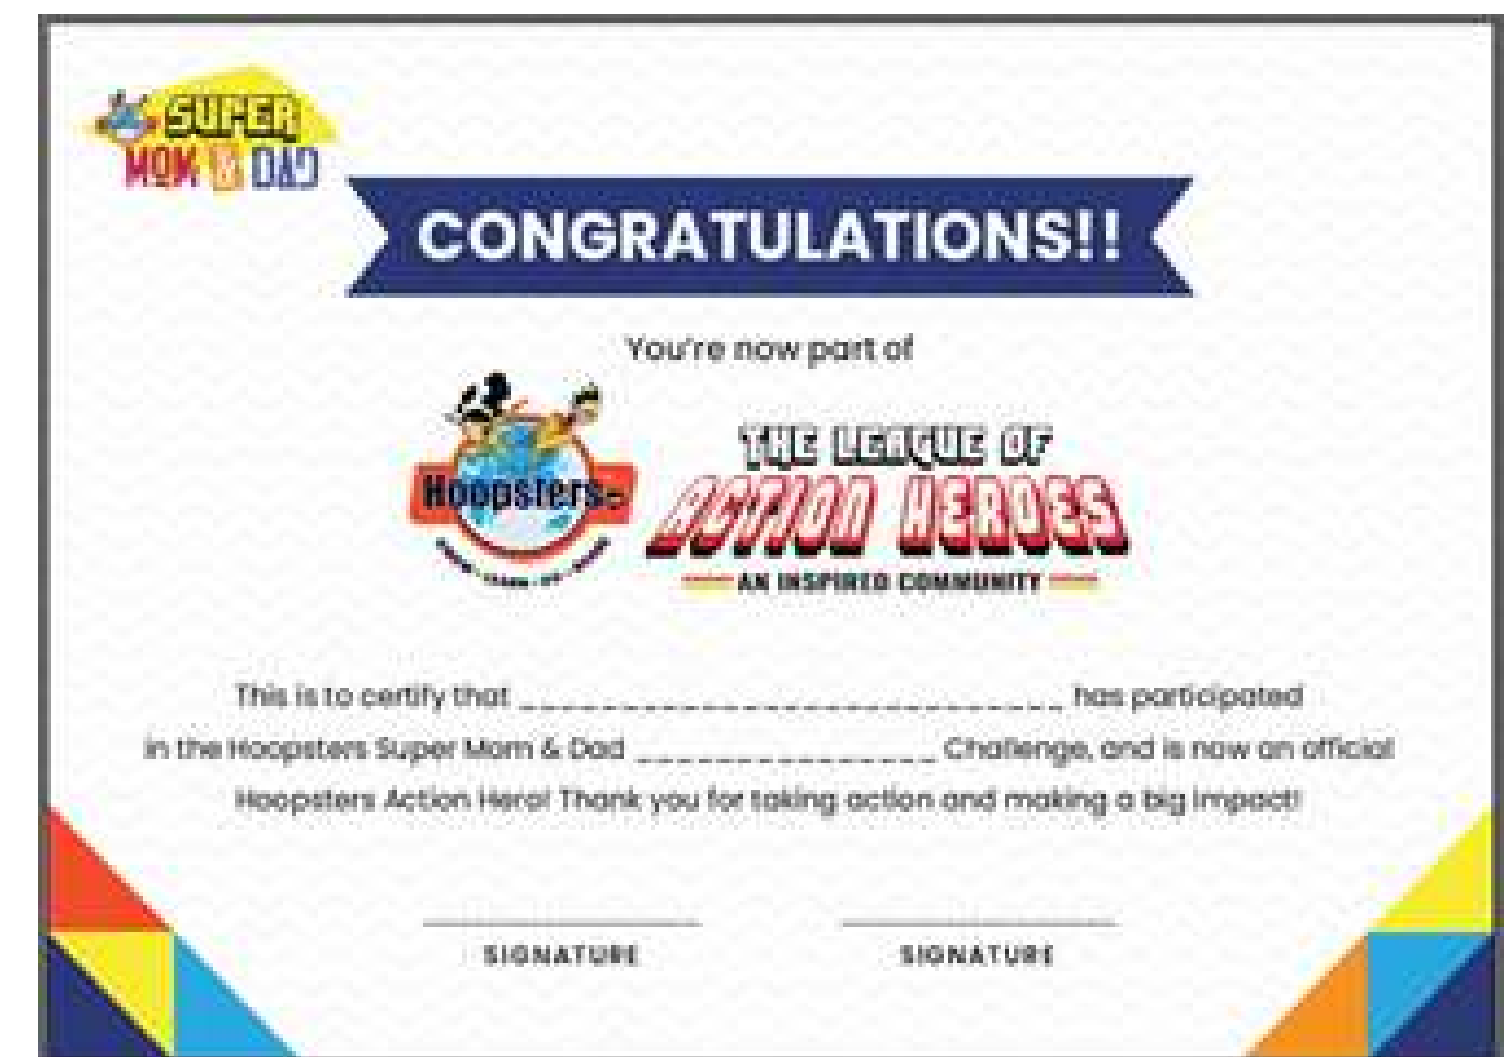 SUPER
MOM & DAD
CONGRATULATIONS!!
You're now part of
Hoopsters
THE LEAGUE OF
ACTION HEROES
AN INSPIRED COMMUNITY
This is to certify that _ _ _ _ _ _ _ _ _ _ _ _ _ _ _ _ _ _ _ _ _ _ _ _ _ _ has participated
in the Hoopsters Super Mom & Dad _ _ _ _ _ _ _ _ _ _ _ _ _ _ Challenge, and is now an official
Hoopsters Action Hero! Thank you for taking action and making a big impact!
SIGNATURE SIGNATURE